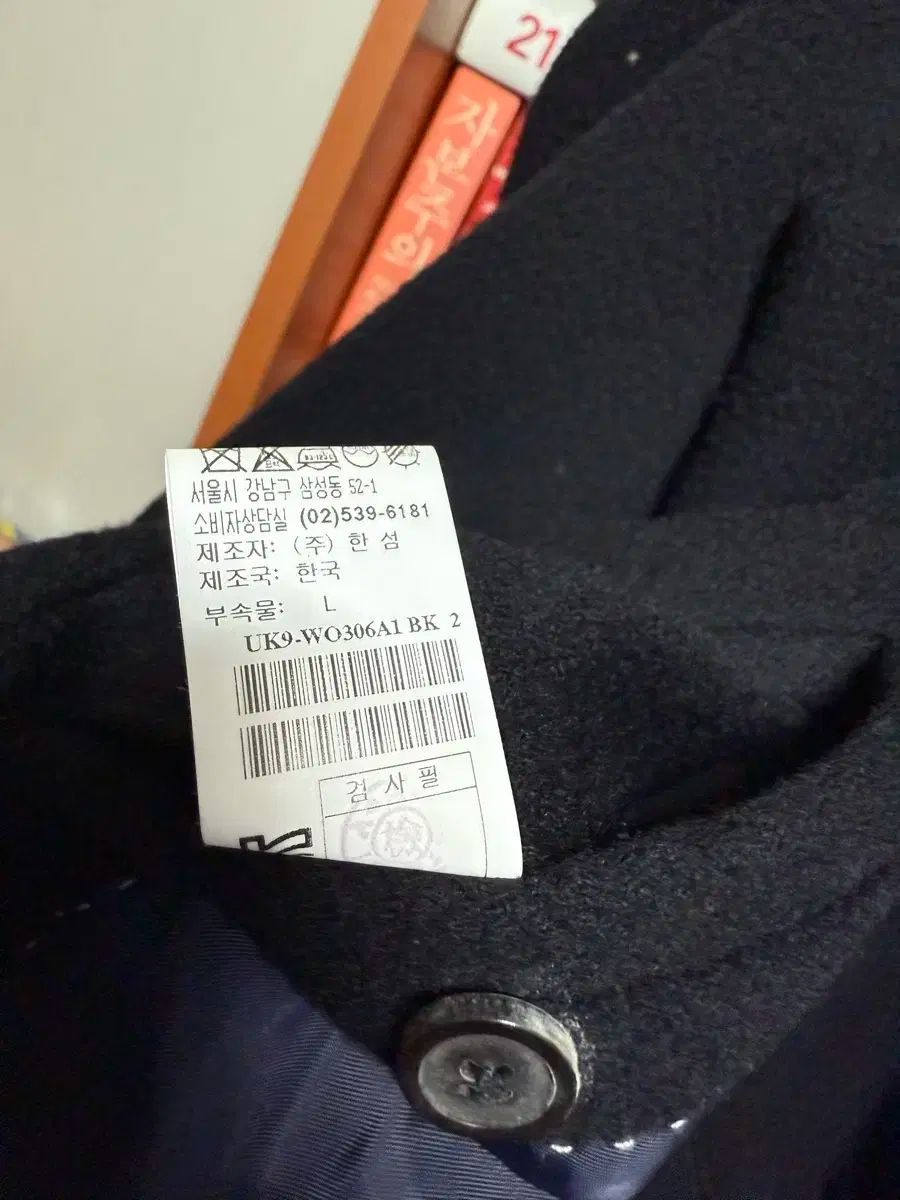 21
자본주의
서울시 강남구 삼성동 52-1
소비자상담실 (02)539-6181
제조자: (주) 한 섬
제조국: 한국
부속물: L
UK9-WO306A1 BK 2
검 사 필